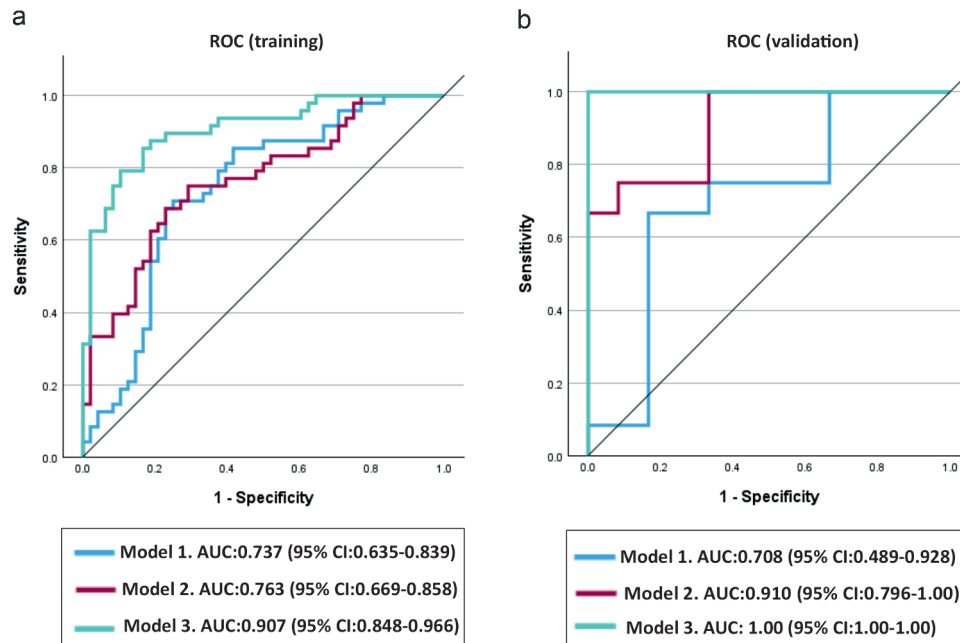 a
ROC (training)
1.0
0.8
0.6
0.4
0.2
0.0
Sensitivity
0.0 0.2 0.4 0.6 0.8 1.0
1 - Specificity
Model 1. AUC:0.737 (95% CI:0.635-0.839)
Model 2. AUC:0.763 (95% CI:0.669-0.858)
Model 3. AUC:0.907 (95% CI:0.848-0.966)
b
ROC (validation)
1.0
0.8
0.6
0.4
0.2
0.0
Sensitivity
0.0 0.2 0.4 0.6 0.8 1.0
1 - Specificity
Model 1. AUC:0.708 (95% CI:0.489-0.928)
Model 2. AUC:0.910 (95% CI:0.796-1.00)
Model 3. AUC: 1.00 (95% CI:1.00-1.00)